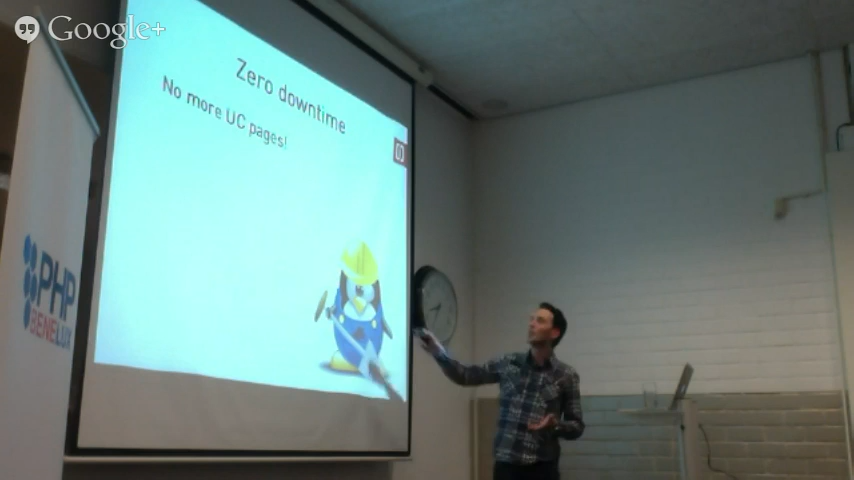 Google+
Zero downtime
No more UC pages!
PHP
BENELUX